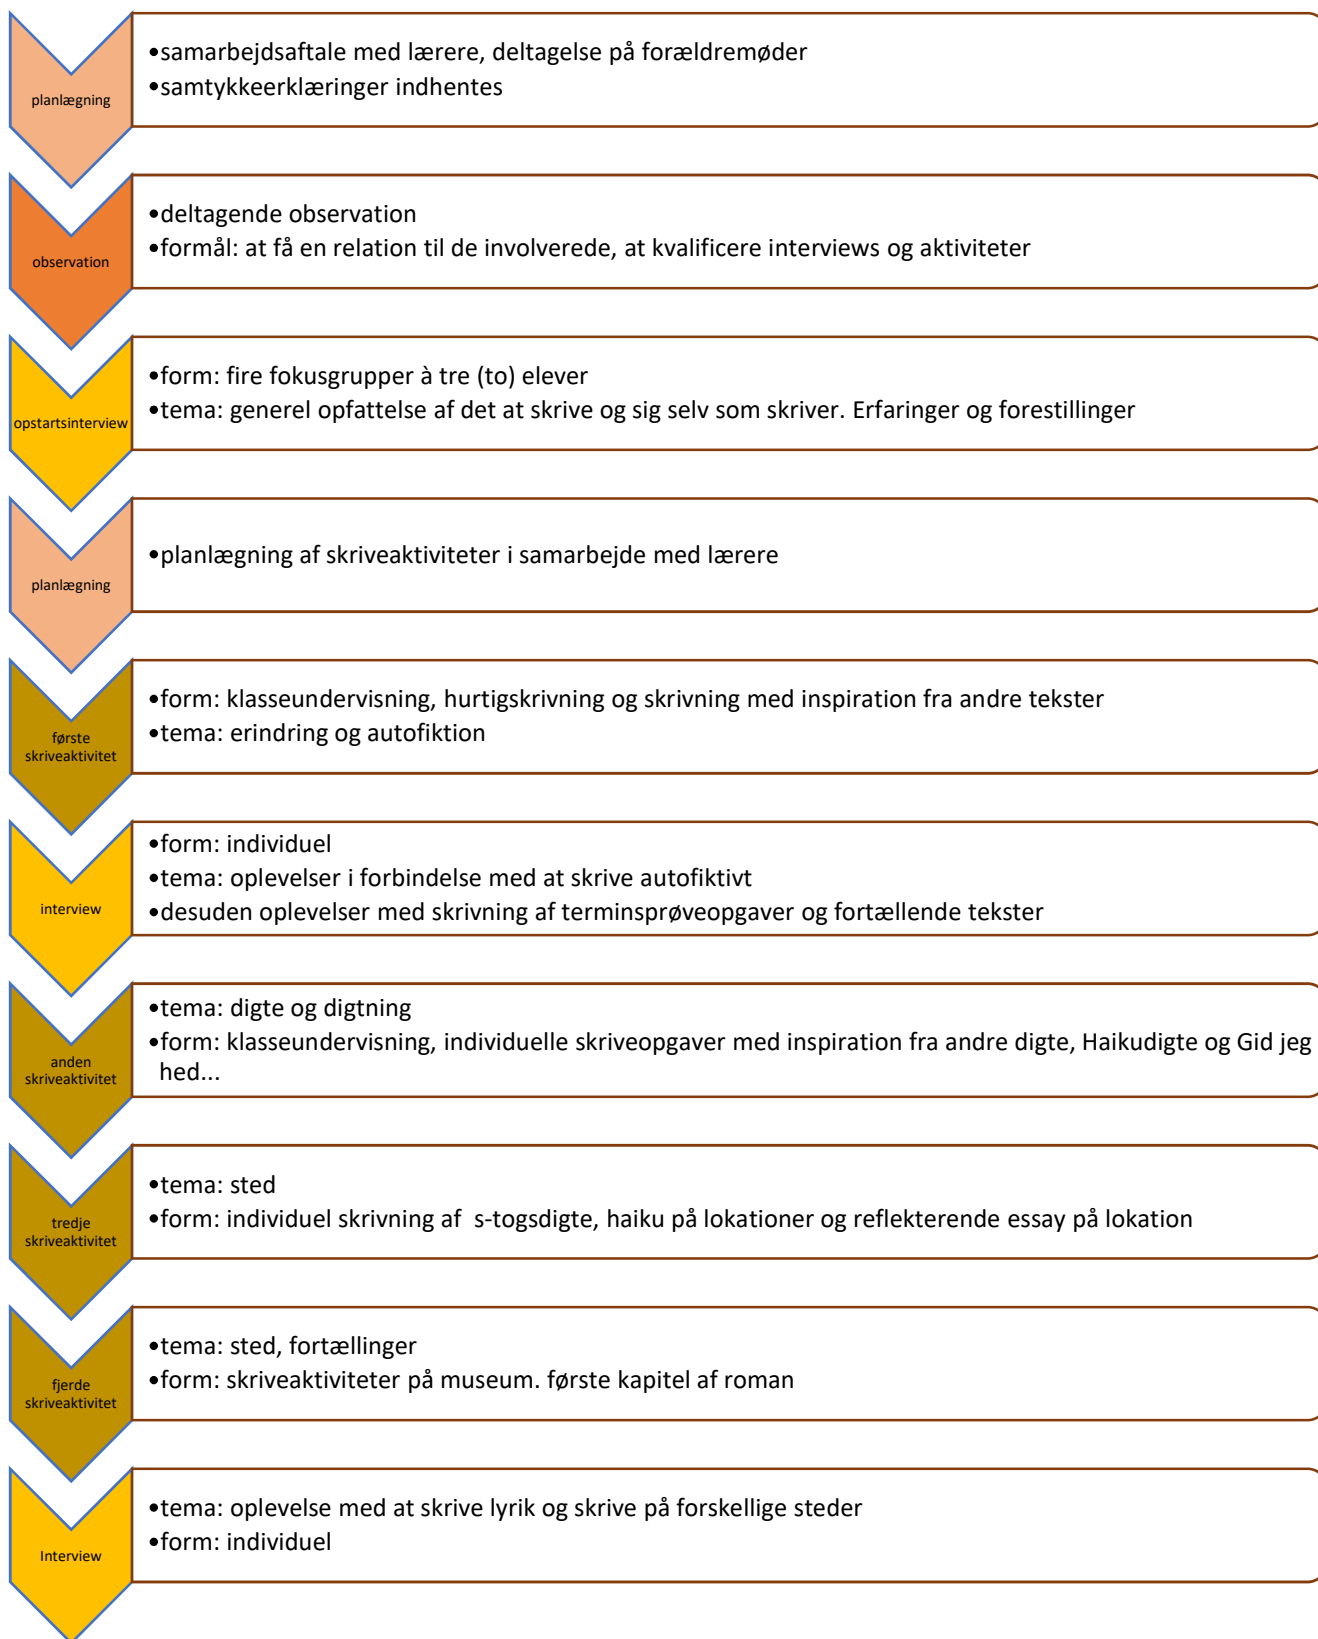 planlægning
•samarbejdsaftale med lærere, deltagelse på forældremøder
•samtykkeerklæringer indhentes
observation
•deltagende observation
•formål: at få en relation til de involverede, at kvalificere interviews og aktiviteter
opstartsinterview
•form: fire fokusgrupper à tre (to) elever
•tema: generel opfattelse af det at skrive og sig selv som skriver. Erfaringer og forestillinger
planlægning
•planlægning af skriveaktiviteter i samarbejde med lærere
første
skriveaktivitet
•form: klasseundervisning, hurtigskrivning og skrivning med inspiration fra andre tekster
•tema: erindring og autofiktion
interview
•form: individuel
•tema: oplevelser i forbindelse med at skrive autofiktivt
•desuden oplevelser med skrivning af terminsprøveopgaver og fortællende tekster
anden
skriveaktivitet
•tema: digte og digtning
•form: klasseundervisning, individuelle skriveopgaver med inspiration fra andre digte, Haikudigte og Gid jeg
hed...
tredje
skriveaktivitet
•tema: sted
•form: individuel skrivning af  s-togsdigte, haiku på lokationer og reflekterende essay på lokation
fjerde
skriveaktivitet
•tema: sted, fortællinger
•form: skriveaktiviteter på museum. første kapitel af roman
Interview
•tema: oplevelse med at skrive lyrik og skrive på forskellige steder
•form: individuel